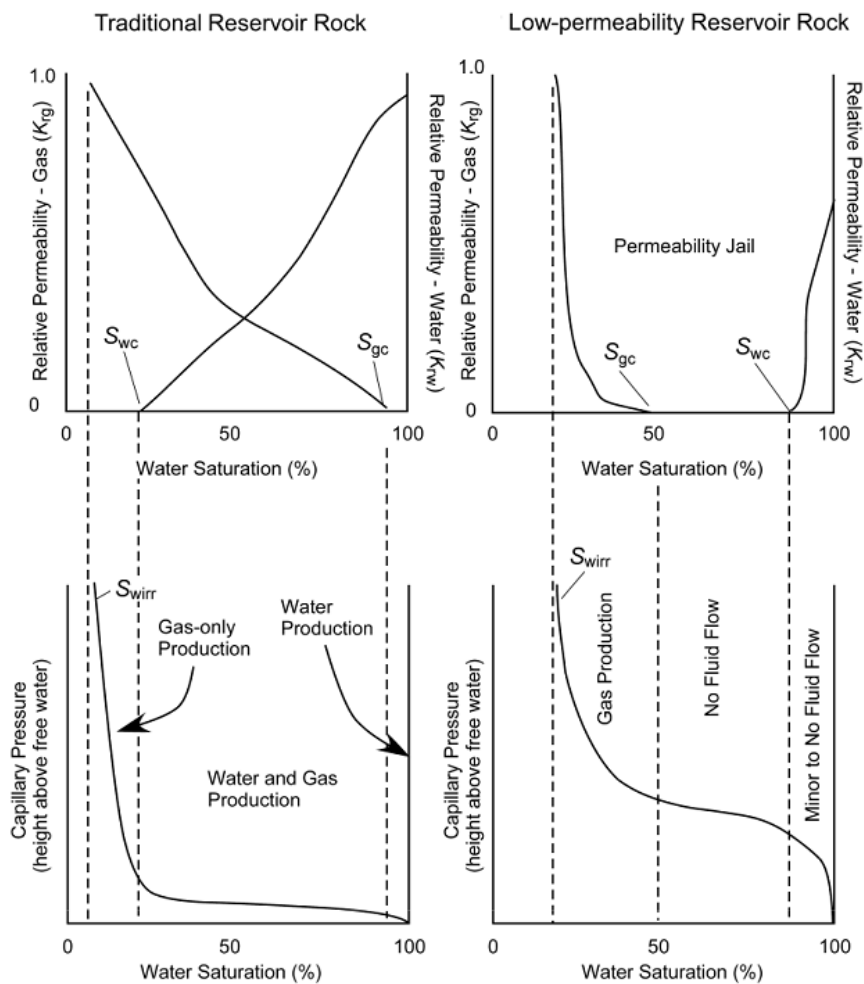 Traditional Reservoir Rock
Relative Permeability - Gas (Krg)
1.0
0
Swc
Sgc
Relative Permeability - Water (Krw)
0
50
100
Water Saturation (%)
Low-permeability Reservoir Rock
Relative Permeability - Gas (Krg)
1.0
0
Permeability Jail
Sgc
Swc
Relative Permeability - Water (Krw)
0
50
100
Water Saturation (%)
Capillary Pressure
(height above free water)
Swirr
Gas-only
Production
Water
Production
Water and Gas
Production
0
50
100
Water Saturation (%)
Capillary Pressure
(height above free water)
Swirr
Gas Production
No Fluid Flow
Minor to No Fluid Flow
0
50
100
Water Saturation (%)